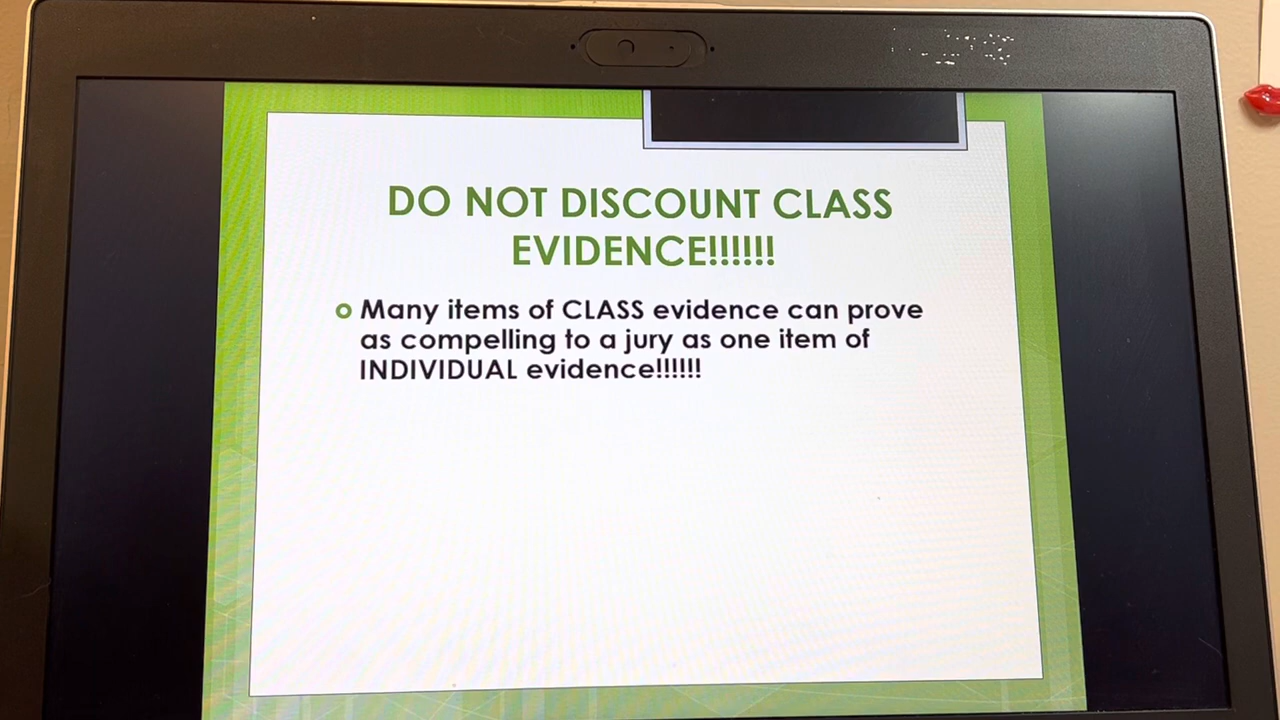 DO NOT DISCOUNT CLASS
EVIDENCE!!!!!!
Many items of CLASS evidence can prove
as compelling to a jury as one item of
INDIVIDUAL evidence!!!!!!